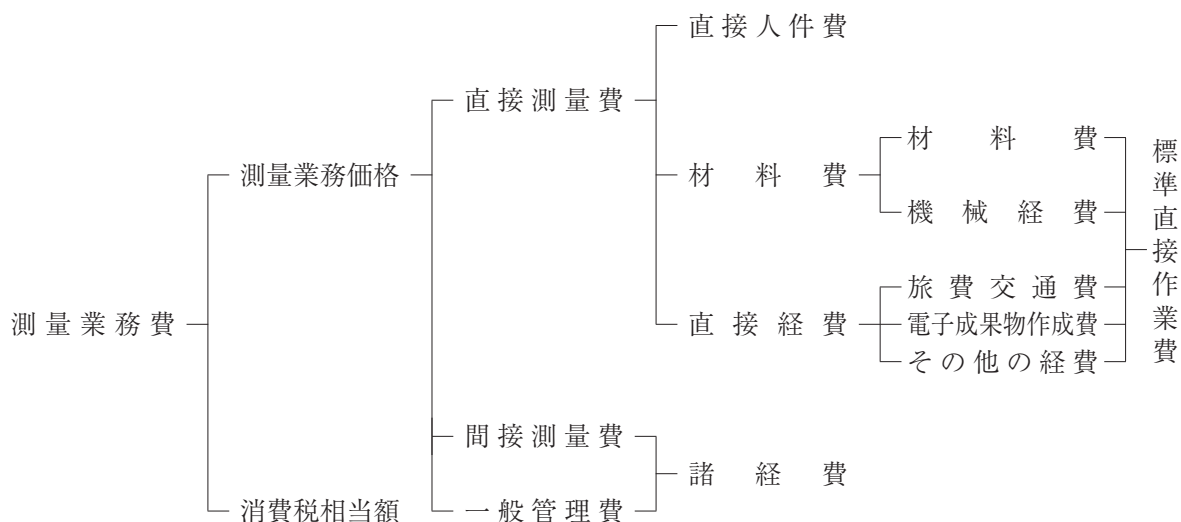 直接人件費
直接測量費
材料費
測量業務価格
材料費
機械経費
標準直接作業費
旅費交通費
測量業務費
直接経費
電子成果物作成費
その他の経費
間接測量費
諸経費
消費税相当額
一般管理費